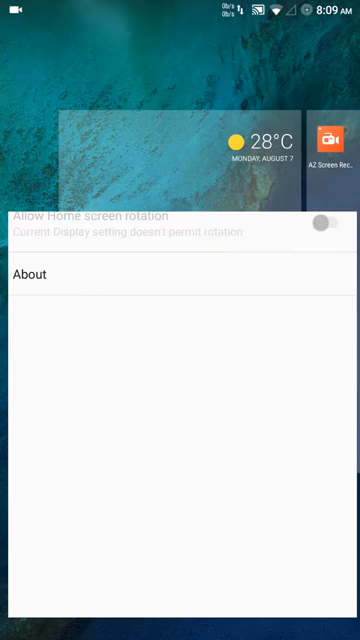 0b/s
0b/s
8:09 AM
28°C
MONDAY, AUGUST 7
AZ Screen Rec..
Allow Home screen rotation
Current Display setting doesn't permit rotation
About